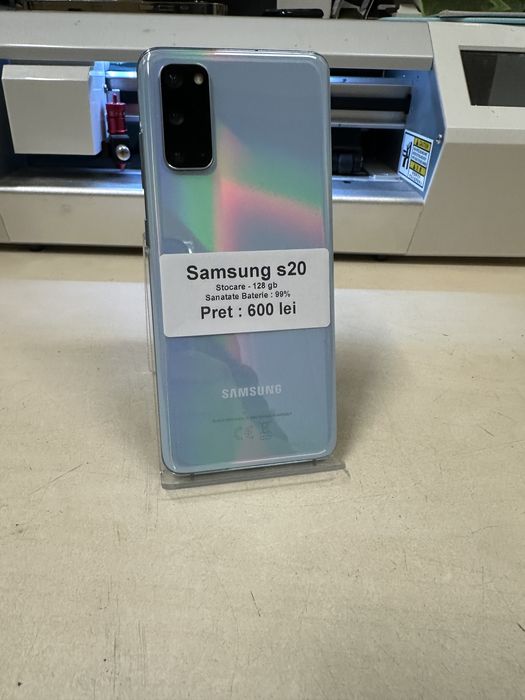 Samsung s20
Stocare - 128 gb
Sanatate Baterie : 99%
Pret : 600 lei
SAMSUNG